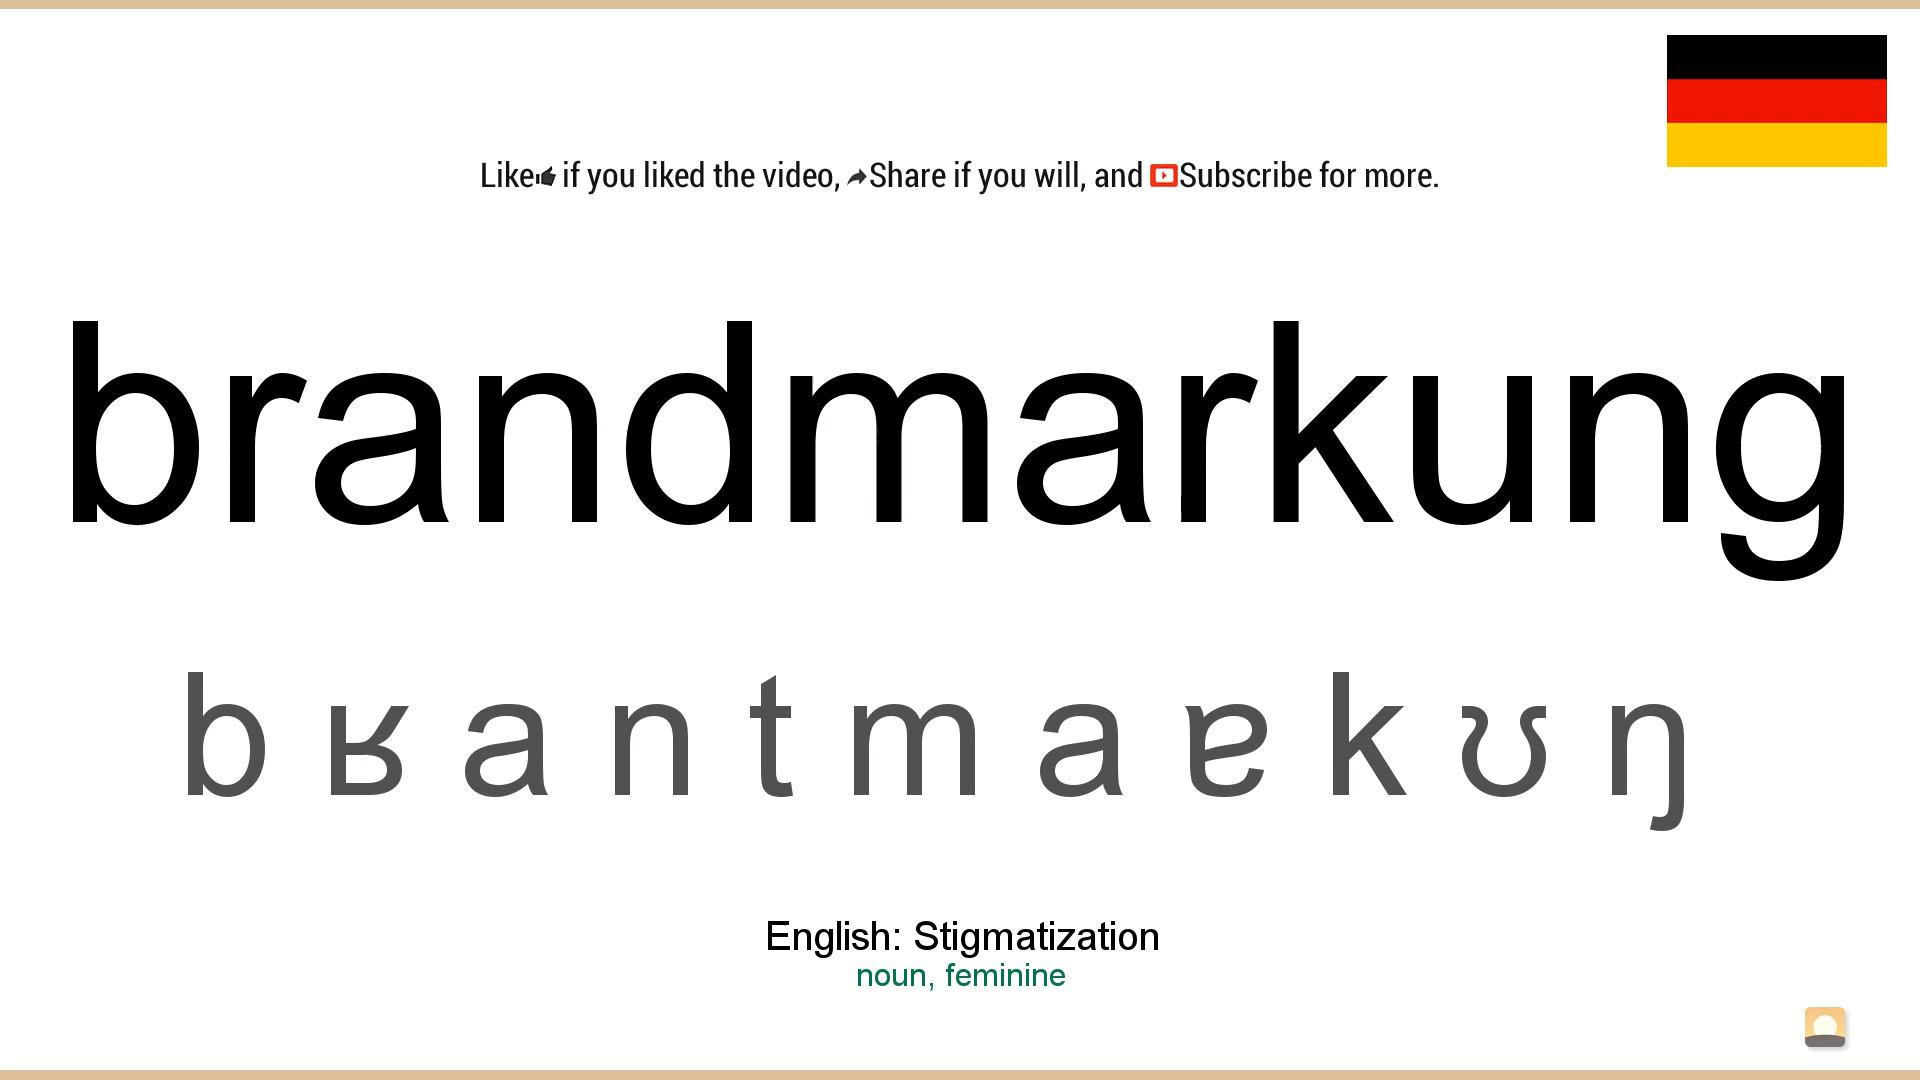 Like if you liked the video, Share if you will, and Subscribe for more.
brandmarkung
bʁantmaɐkʊŋ
English: Stigmatization
noun, feminine